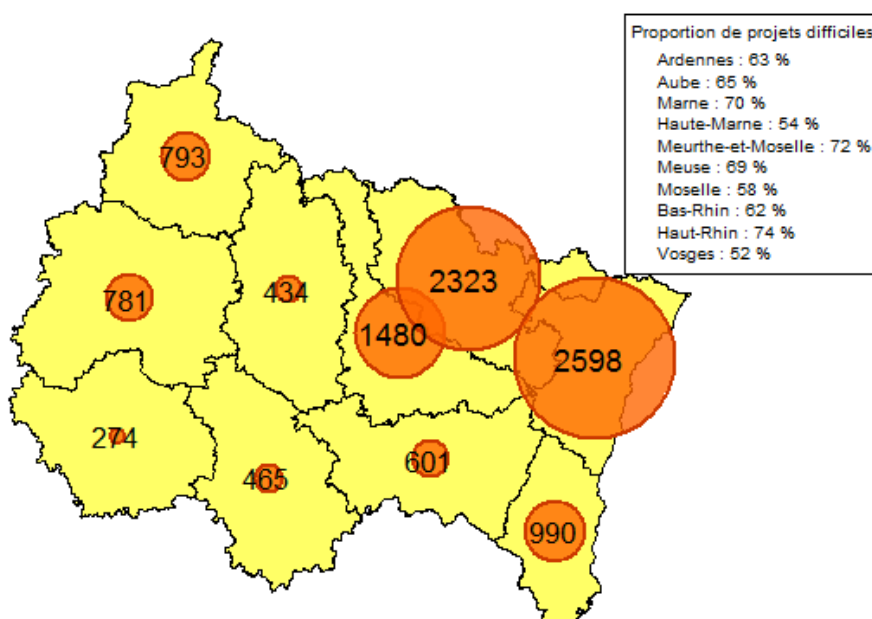 Proportion de projets difficiles
Ardennes : 63 %
Aube : 65 %
Marne : 70 %
Haute-Marne : 54 %
Meurthe-et-Moselle : 72 %
Meuse : 69 %
Moselle : 58 %
Bas-Rhin : 62 %
Haut-Rhin : 74 %
Vosges : 52 %
793
2323
781
434
1480
2598
274
465
601
990